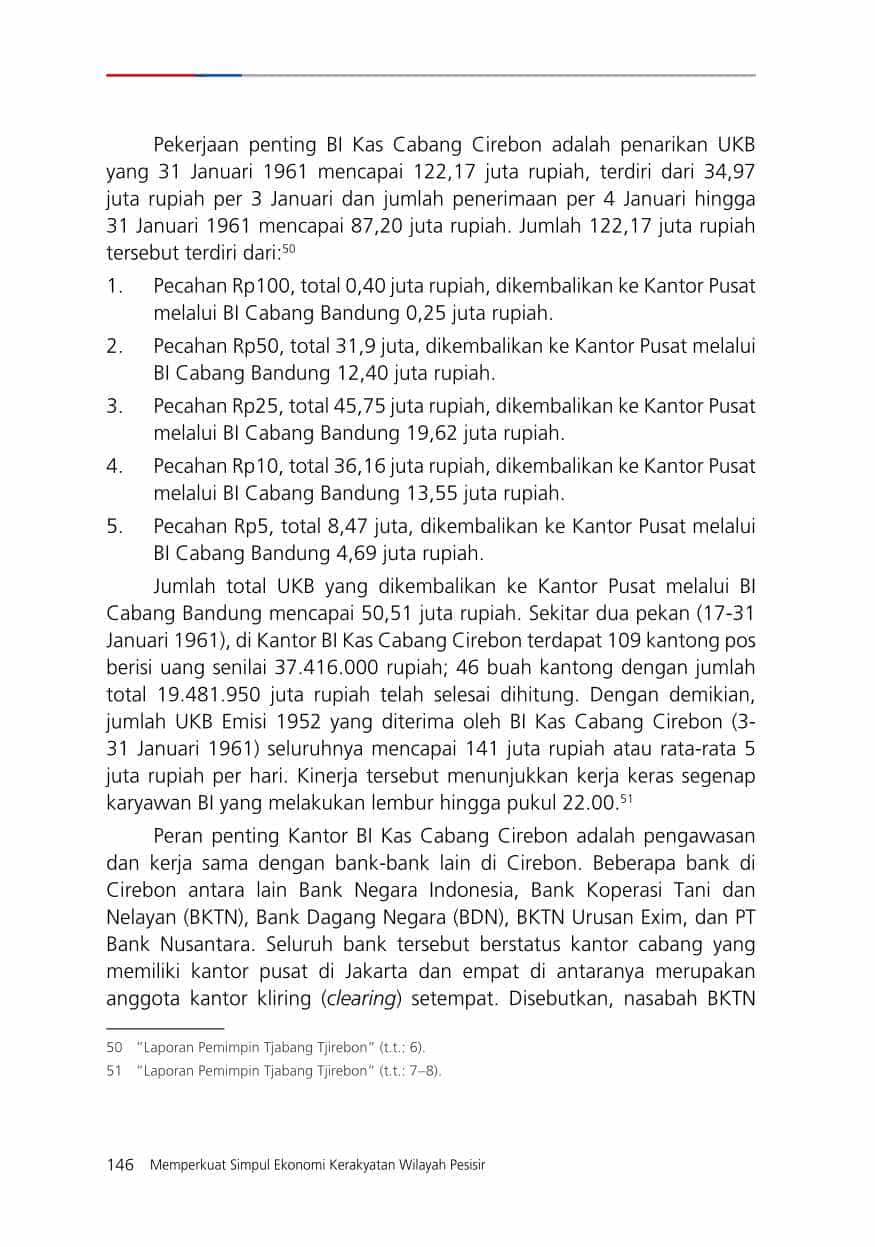 Pekerjaan penting BI Kas Cabang Cirebon adalah penarikan UKB
yang 31 Januari 1961 mencapai 122,17 juta rupiah, terdiri dari 34,97
juta rupiah per 3 Januari dan jumlah penerimaan per 4 Januari hingga
31 Januari 1961 mencapai 87,20 juta rupiah. Jumlah 122,17 juta rupiah
tersebut terdiri dari:50
1. Pecahan Rp100, total 0,40 juta rupiah, dikembalikan ke Kantor Pusat
melalui BI Cabang Bandung 0,25 juta rupiah.
2. Pecahan Rp50, total 31,9 juta, dikembalikan ke Kantor Pusat melalui
BI Cabang Bandung 12,40 juta rupiah.
3. Pecahan Rp25, total 45,75 juta rupiah, dikembalikan ke Kantor Pusat
melalui BI Cabang Bandung 19,62 juta rupiah.
4. Pecahan Rp10, total 36,16 juta rupiah, dikembalikan ke Kantor Pusat
melalui BI Cabang Bandung 13,55 juta rupiah.
5. Pecahan Rp5, total 8,47 juta, dikembalikan ke Kantor Pusat melalui
BI Cabang Bandung 4,69 juta rupiah.
Jumlah total UKB yang dikembalikan ke Kantor Pusat melalui BI
Cabang Bandung mencapai 50,51 juta rupiah. Sekitar dua pekan (17-31
Januari 1961), di Kantor BI Kas Cabang Cirebon terdapat 109 kantong pos
berisi uang senilai 37.416.000 rupiah; 46 buah kantong dengan jumlah
total 19.481.950 juta rupiah telah selesai dihitung. Dengan demikian,
jumlah UKB Emisi 1952 yang diterima oleh BI Kas Cabang Cirebon (3-
31 Januari 1961) seluruhnya mencapai 141 juta rupiah atau rata-rata 5
juta rupiah per hari. Kinerja tersebut menunjukkan kerja keras segenap
karyawan BI yang melakukan lembur hingga pukul 22.00.51
Peran penting Kantor BI Kas Cabang Cirebon adalah pengawasan
dan kerja sama dengan bank-bank lain di Cirebon. Beberapa bank di
Cirebon antara lain Bank Negara Indonesia, Bank Koperasi Tani dan
Nelayan (BKTN), Bank Dagang Negara (BDN), BKTN Urusan Exim, dan PT
Bank Nusantara. Seluruh bank tersebut berstatus kantor cabang yang
memiliki kantor pusat di Jakarta dan empat di antaranya merupakan
anggota kantor kliring (clearing) setempat. Disebutkan, nasabah BKTN
50 "Laporan Pemimpin Tjabang Tjirebon" (t.t.: 6).
51 "Laporan Pemimpin Tjabang Tjirebon" (t.t.: 7–8).
146 Memperkuat Simpul Ekonomi Kerakyatan Wilayah Pesisir